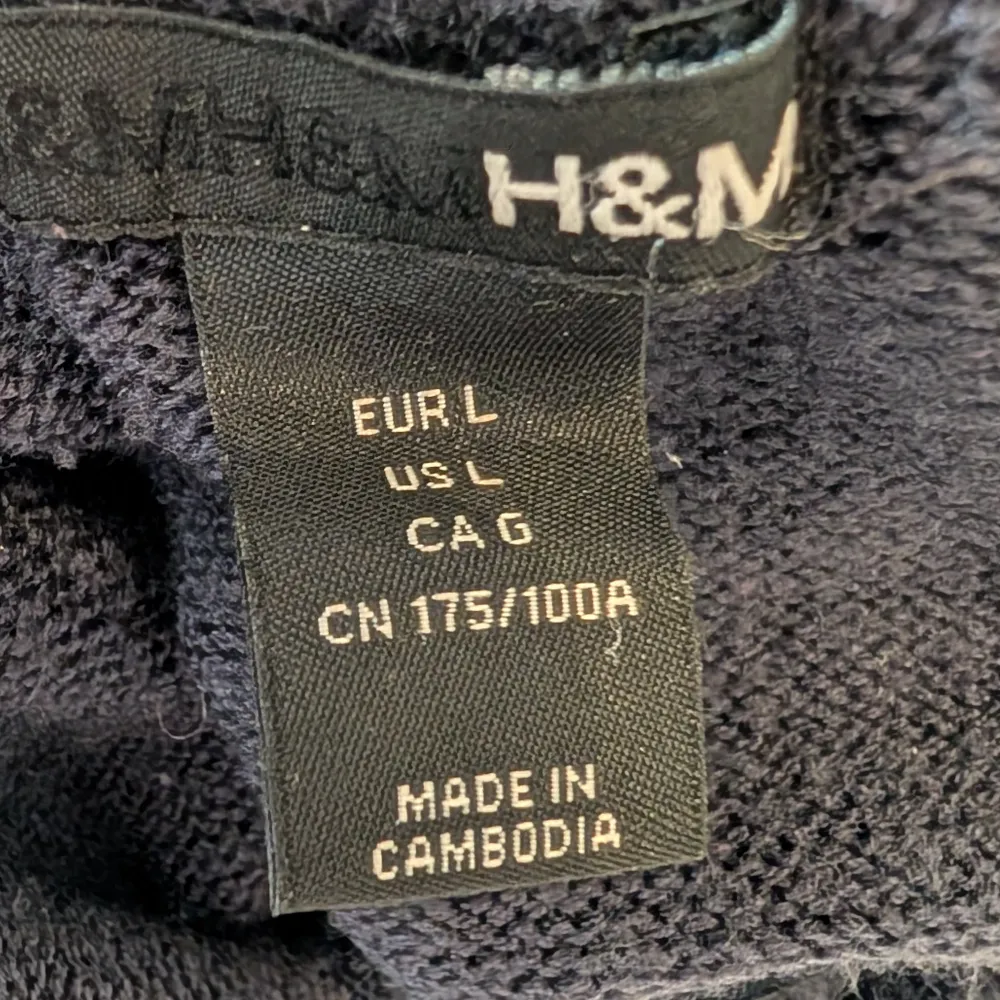 H&M
EUR L
US L
CA G
CN 175/100A
MADE IN
CAMBODIA